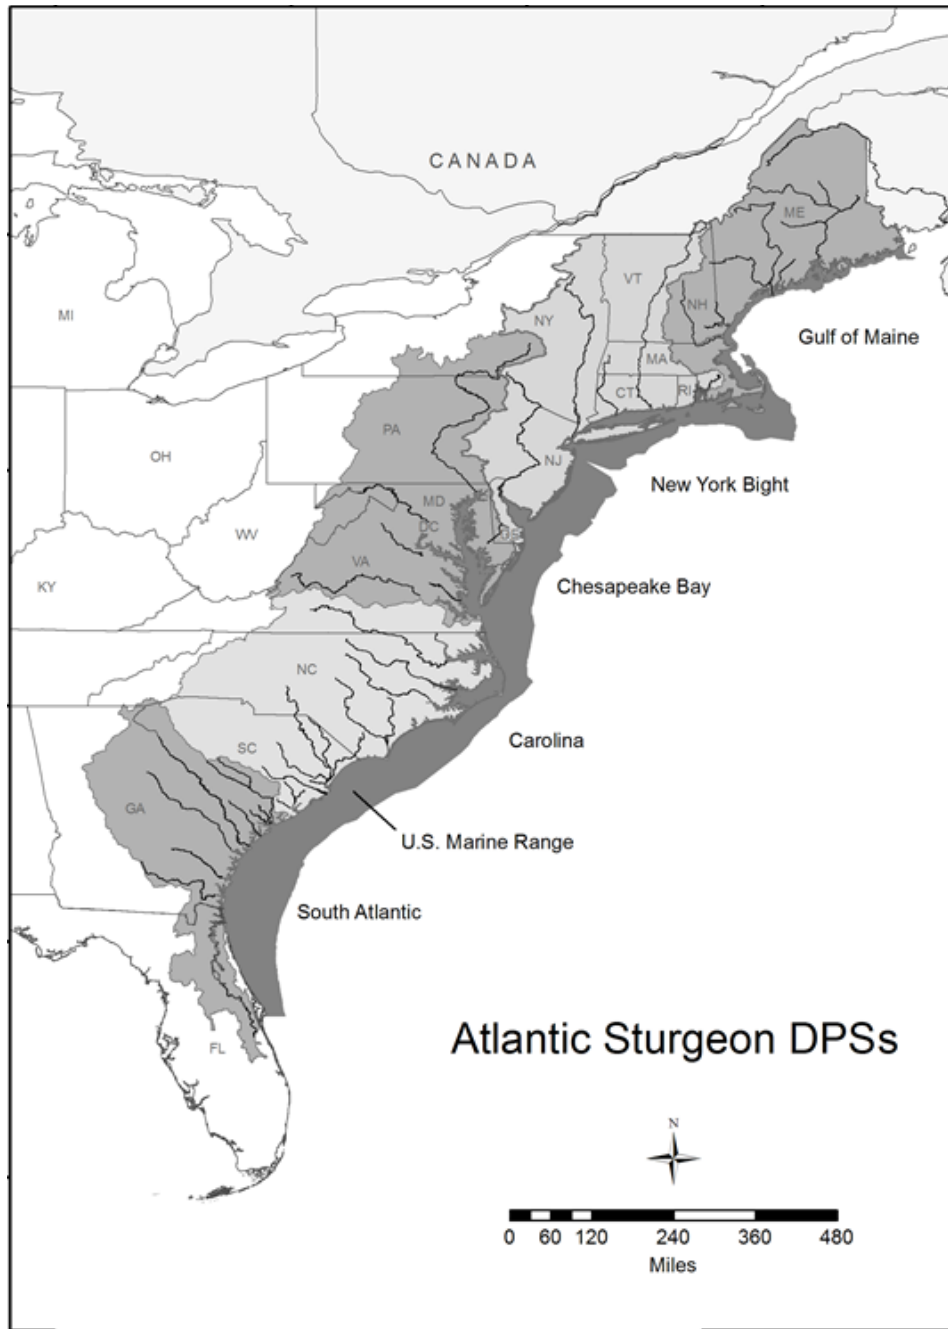 CANADA
ME
VT
MI
NH
NY
Gulf of Maine
MA
CT
RI
PA
OH
NJ
New York Bight
MD
DC
DE
WV
VA
KY
Chesapeake Bay
NC
Carolina
SC
GA
U.S. Marine Range
South Atlantic
Atlantic Sturgeon DPSs
FL
N
0 60 120 240 360 480
Miles